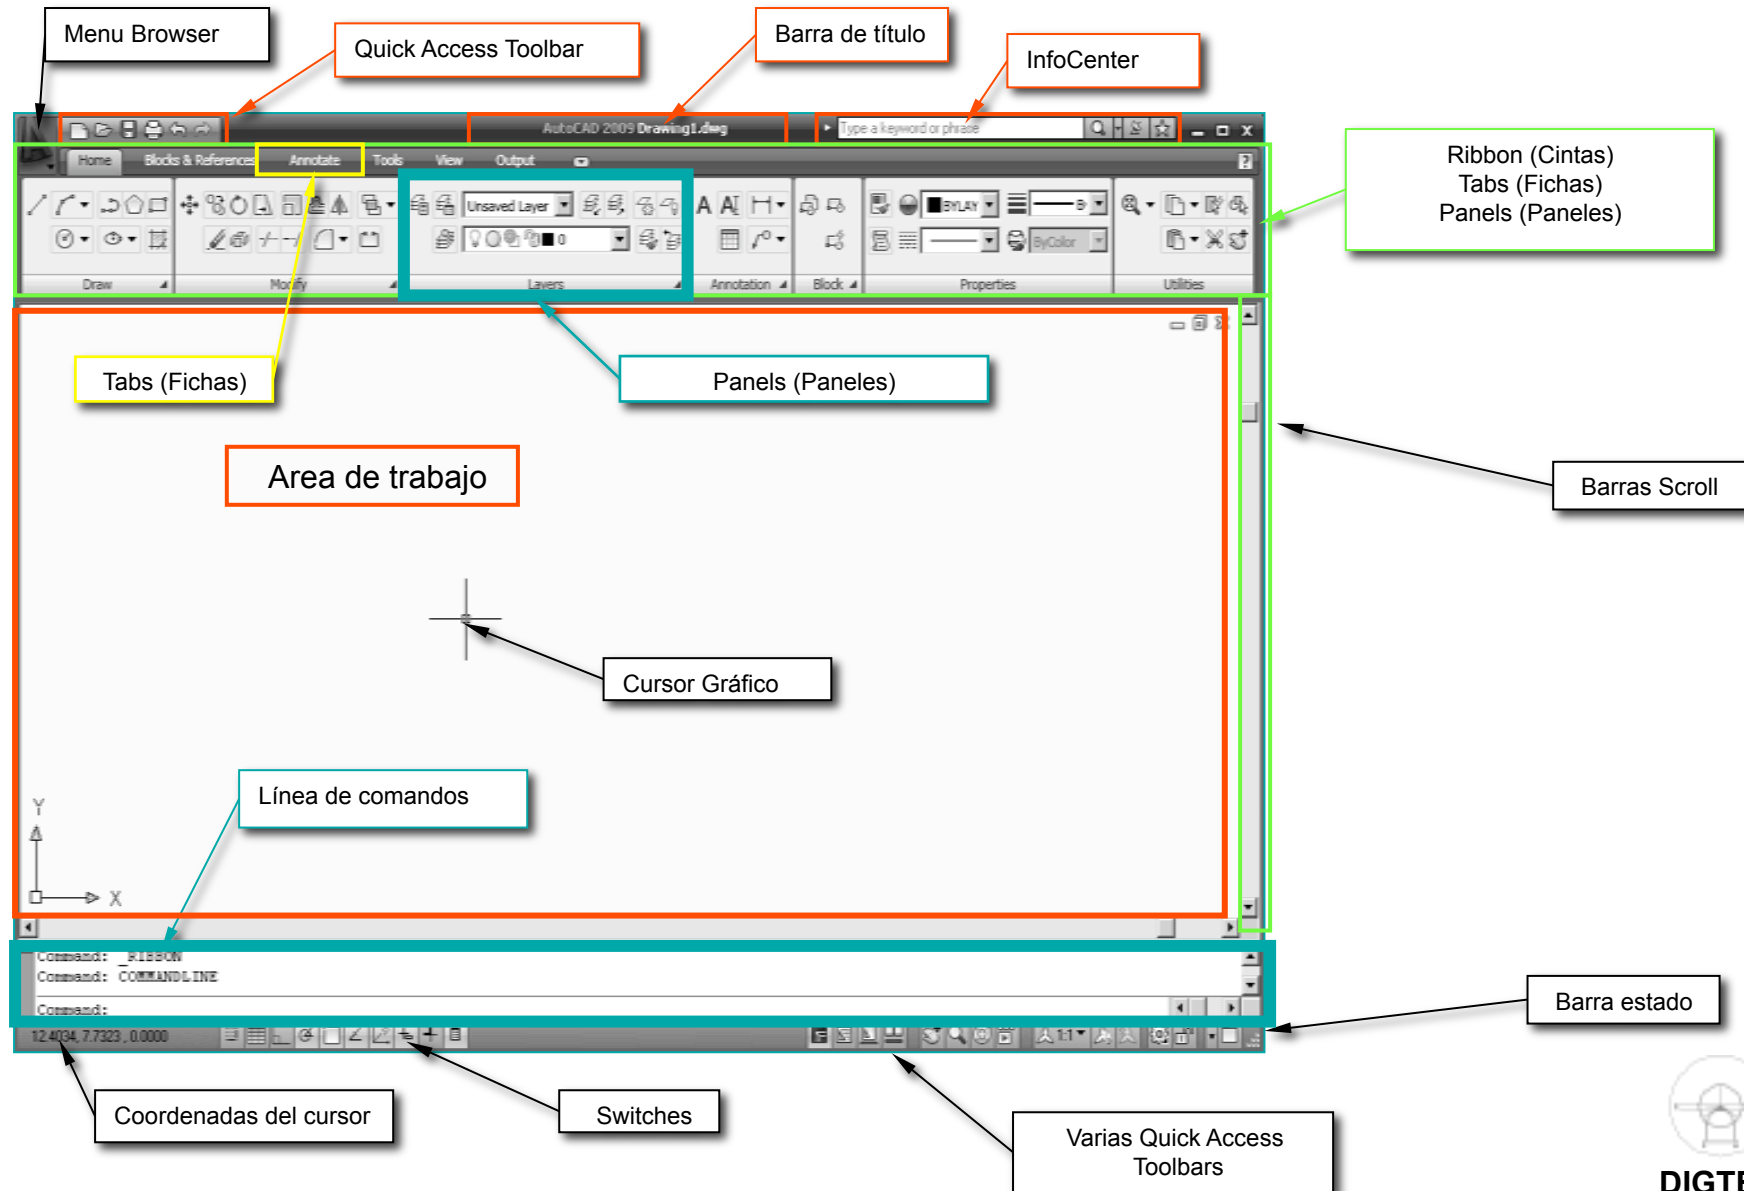 Menu Browser
Quick Access Toolbar
Barra de título
InfoCenter
AutoCAD 2009 Drawing1.dwg
Type a keyword or phrase
Home Blocks & References Annotate Tools View Output
Ribbon (Cintas)
Tabs (Fichas)
Panels (Paneles)
Unsaved Layer
A AI
BYLAY
B
0
ByColor
Draw Modify Layers Annotation Block Properties Utilities
Tabs (Fichas)
Panels (Paneles)
Area de trabajo
Barras Scroll
Cursor Gráfico
Línea de comandos
Y
X
Command: _RIBBON
Command: COMMANDLINE
Command:
Barra estado
12.4034, 7.7323, 0.0000
1:1
Coordenadas del cursor
Switches
Varias Quick Access
Toolbars